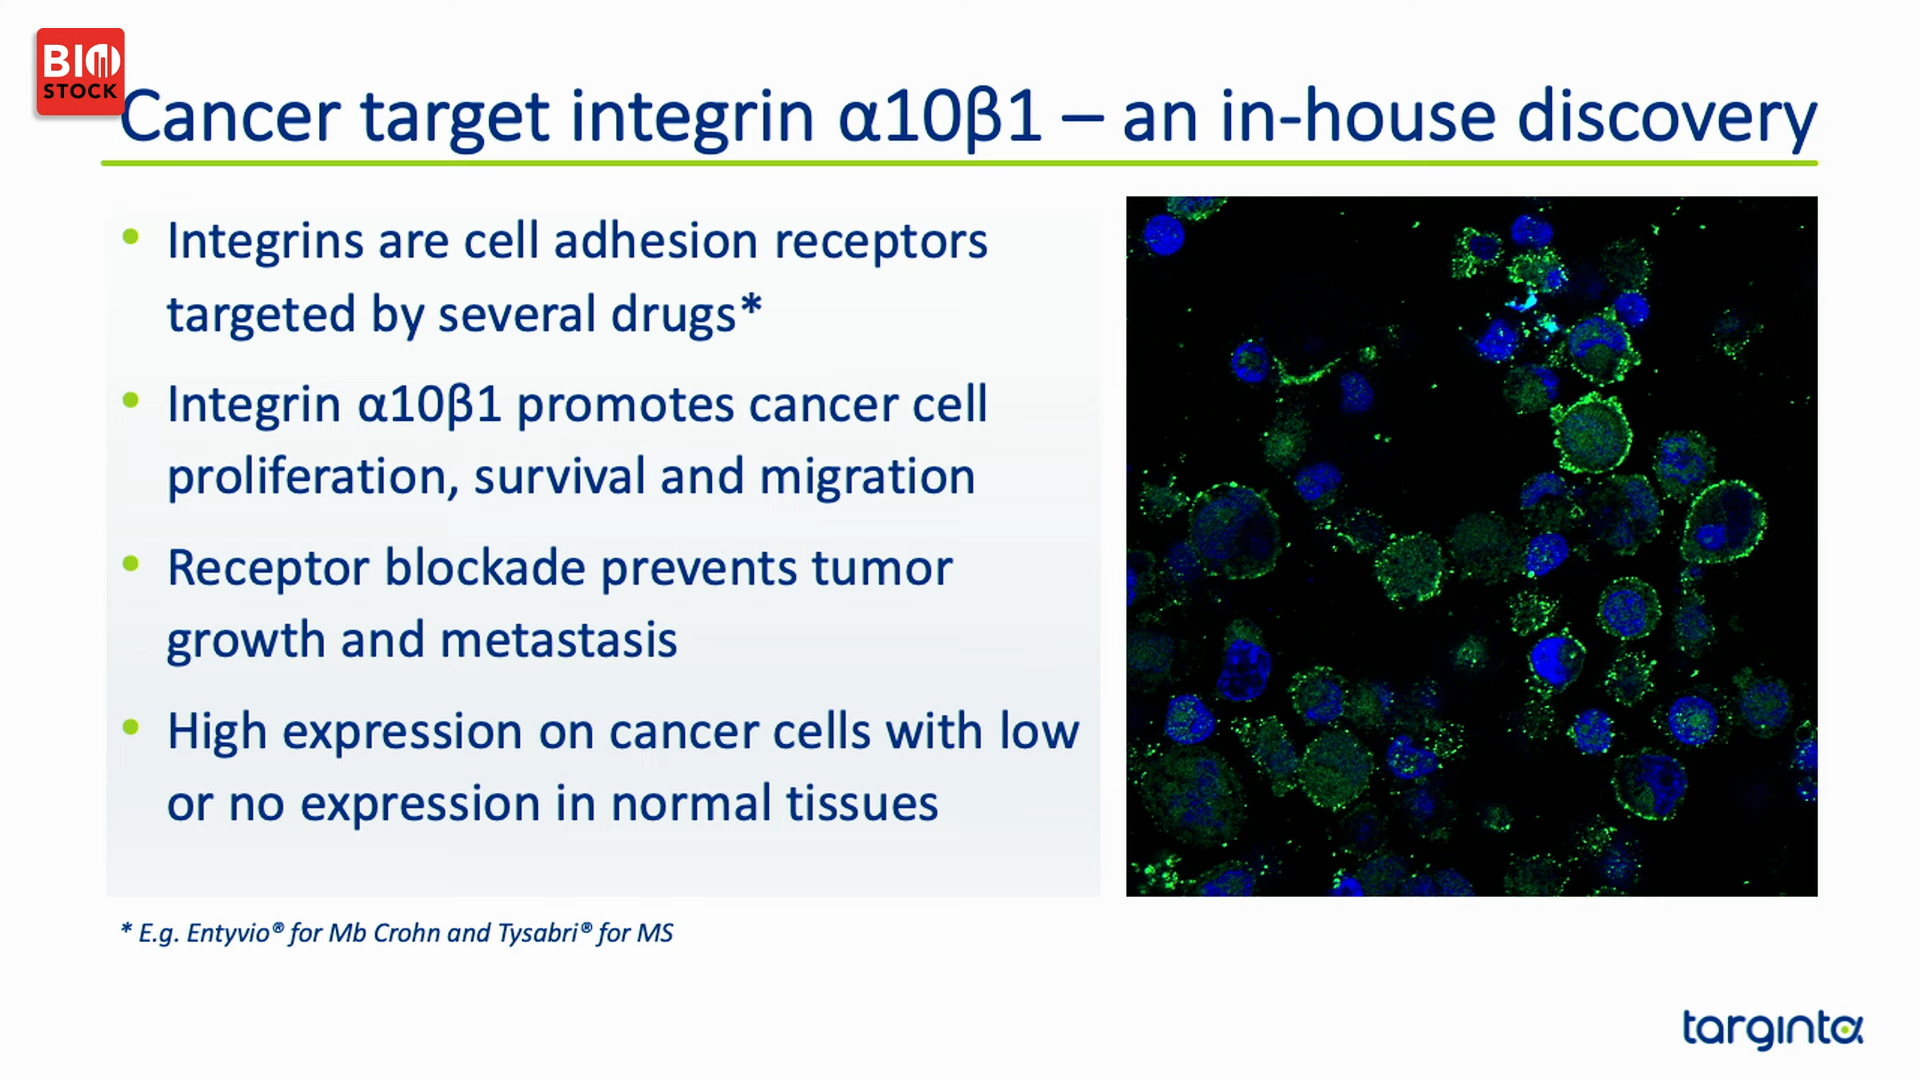 BIO
STOCK
Cancer target integrin α10β1 – an in-house discovery
• Integrins are cell adhesion receptors
targeted by several drugs*
• Integrin α10β1 promotes cancer cell
proliferation, survival and migration
• Receptor blockade prevents tumor
growth and metastasis
• High expression on cancer cells with low
or no expression in normal tissues
* E.g. Entyvio® for Mb Crohn and Tysabri® for MS
targinta